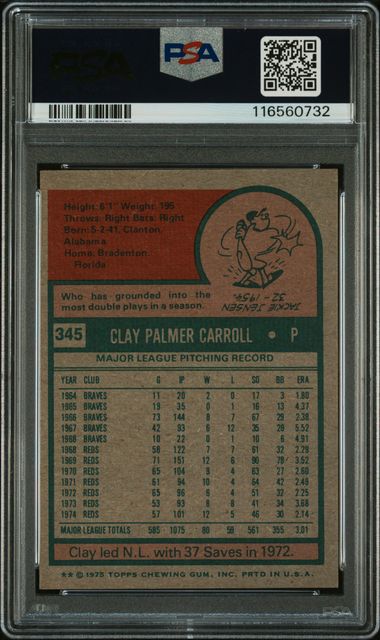 PSA
PSA
116560732
Height: 6'1" Weight: 195
Throws: Right Bats: Right
Born: 5-2-41, Clanton,
Alabama
Home: Bradenton
Florida
JACKIE JENSEN
32 - 1954.
Who has grounded into the
most double plays in a season.
345 CLAY PALMER CARROLL • P
MAJOR LEAGUE PITCHING RECORD
YEAR CLUB G IP W L SO BB ERA
1964 BRAVES 11 20 2 0 17 3 1.80
1965 BRAVES 19 35 0 1 16 13 4.37
1966 BRAVES 73 144 8 7 67 29 2.38
1967 BRAVES 42 93 6 12 35 29 5.52
1968 BRAVES 10 22 0 1 10 6 4.91
1968 REDS 58 122 7 7 61 32 2.29
1969 REDS 71 151 12 6 90 78 3.52
1970 REDS 65 104 9 4 63 27 2.60
1971 REDS 61 94 10 4 64 42 2.49
1972 REDS 65 96 6 4 51 32 2.25
1973 REDS 53 93 8 8 41 34 3.68
1974 REDS 57 101 12 5 46 30 2.14
MAJOR LEAGUE TOTALS 585 1075 80 59 561 355 3.01
Clay led N.L. with 37 Saves in 1972.
** © 1975 TOPPS CHEWING GUM, INC. PRTD IN U.S.A.